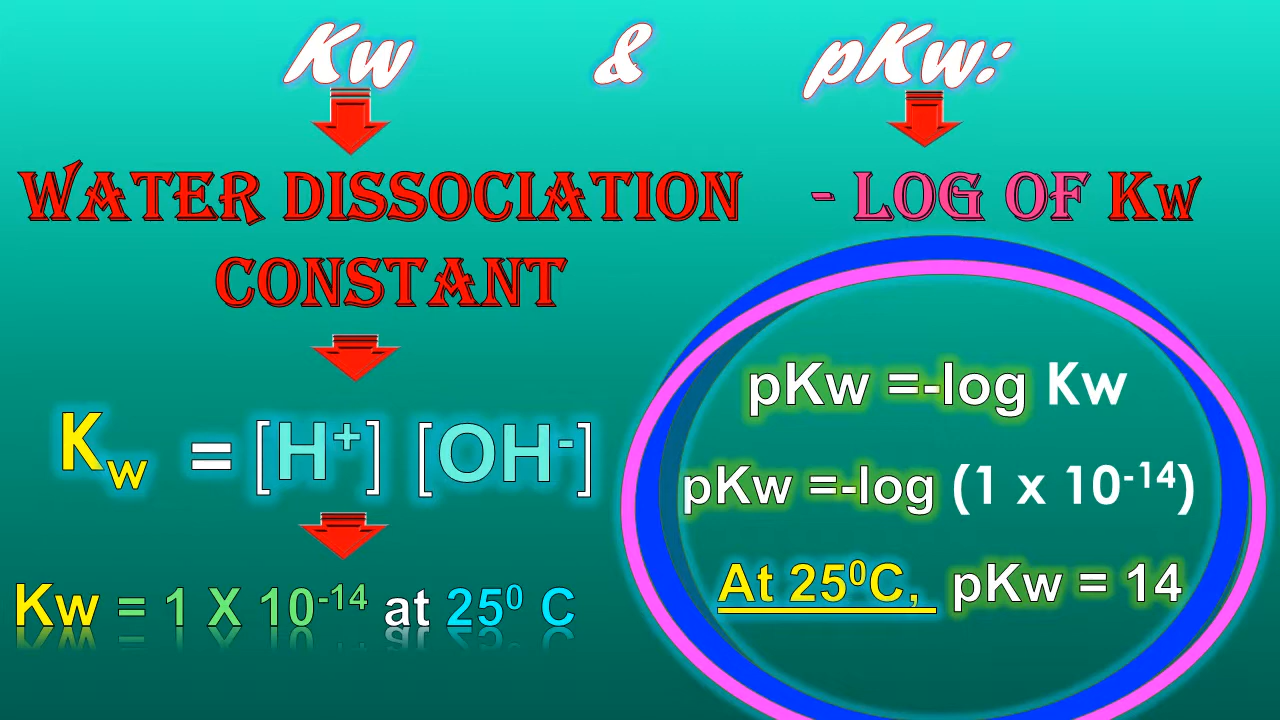 Kw & pKw:
WATER DISSOCIATION
CONSTANT
- LOG OF Kw
K_w = [H⁺] [OH⁻]
Kw = 1 X 10⁻¹⁴ at 25⁰ C
pKw =-log Kw
pKw =-log (1 x 10⁻¹⁴)
At 25⁰C, pKw = 14